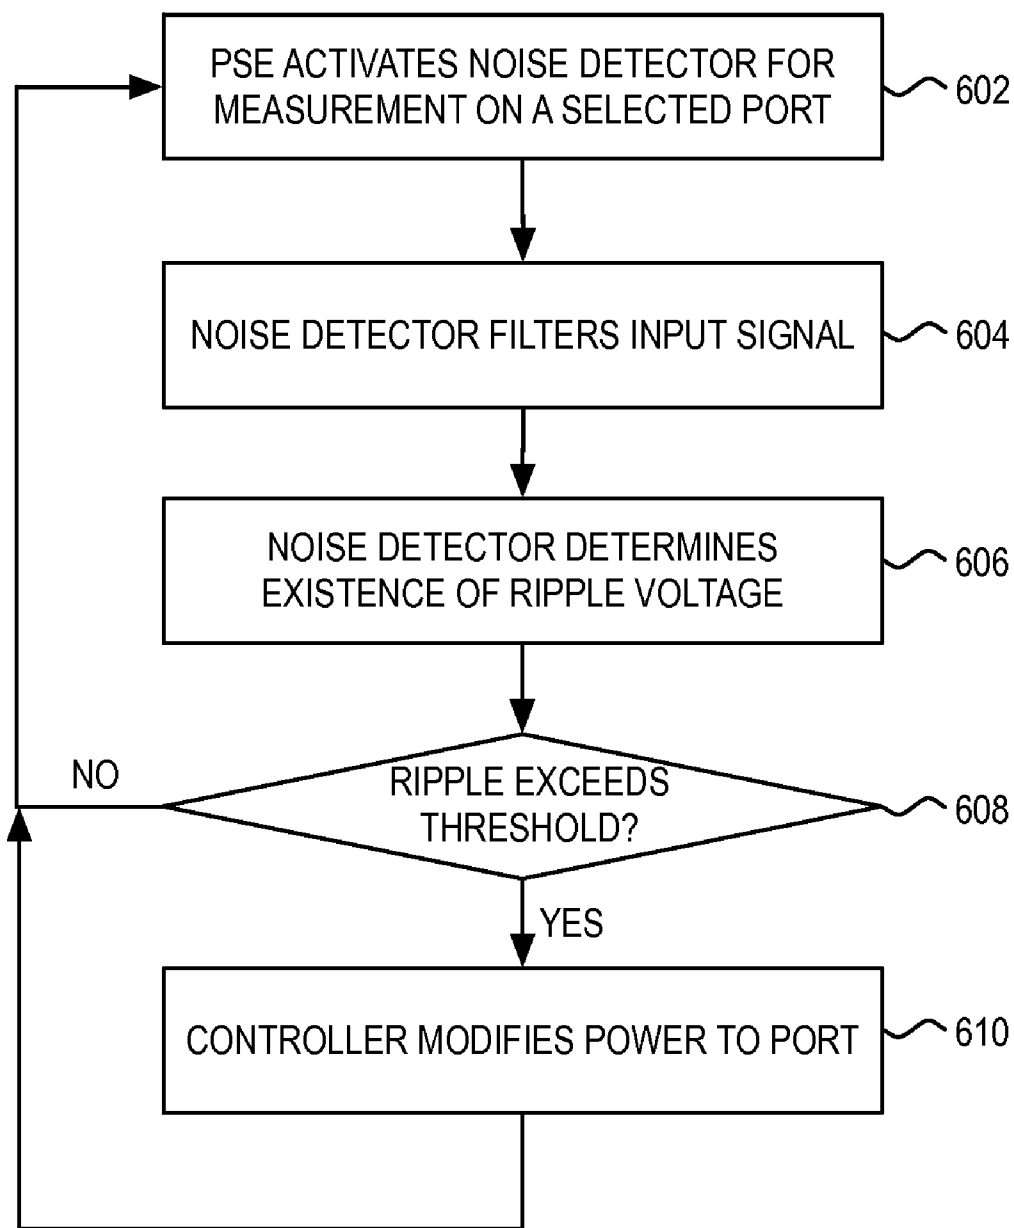 PSE ACTIVATES NOISE DETECTOR FOR
MEASUREMENT ON A SELECTED PORT
602
NOISE DETECTOR FILTERS INPUT SIGNAL
604
NOISE DETECTOR DETERMINES
EXISTENCE OF RIPPLE VOLTAGE
606
NO
RIPPLE EXCEEDS
THRESHOLD?
608
YES
CONTROLLER MODIFIES POWER TO PORT
610